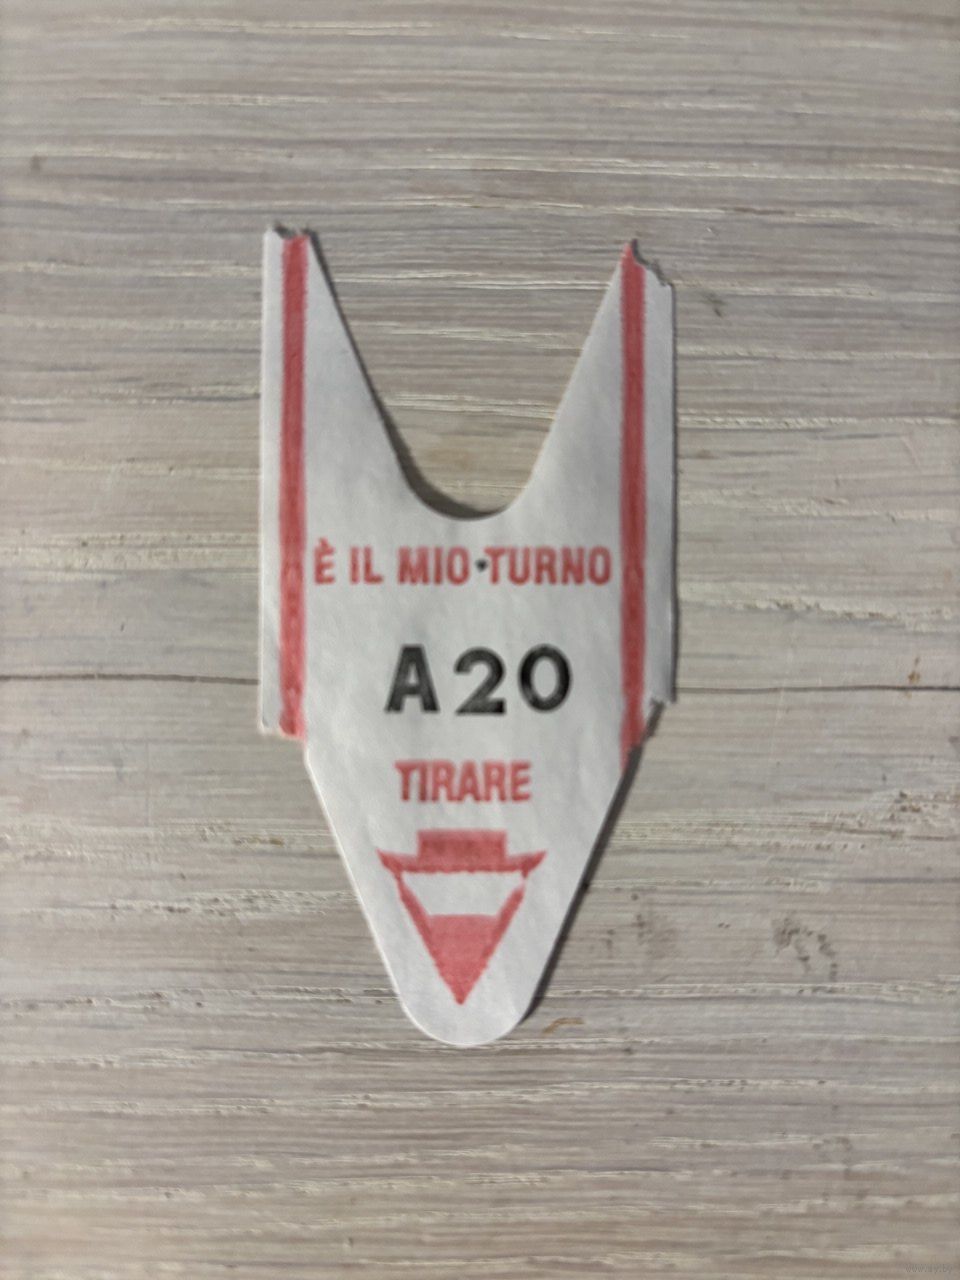 È IL MIO•TURNO
A20
TIRARE